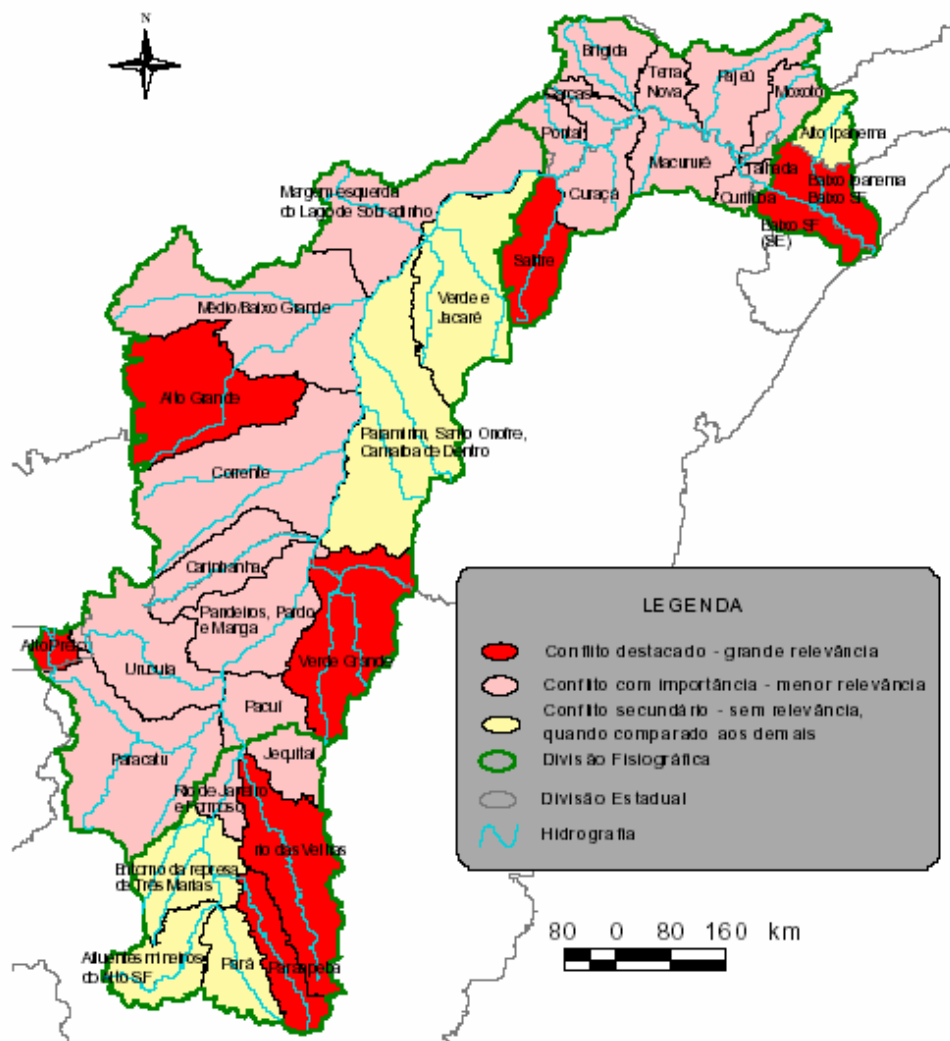 N
Brígida
Terra
Nova
Pajeú
Moxotó
Garças
Pontal
Alto Ipanema
Macururé
Talhada
Curaçá
Curituba
Baixo Ipanema
Baixo SF
Baixo SF
(SE)
Margem esquerda
do Lago de Sobradinho
Salitre
Verde e
Jacaré
Médio/Baixo Grande
Alto Grande
Paramirim, Santo Onofre,
Carnaíba de Dentro
Corrente
Carinhanha
Pandeiros, Pardo
e Manga
Alto Preto
Urucuia
Verde Grande
Pacuí
Paracatu
Jequitaí
Rio de Janeiro
e Formoso
rio das Velhas
Entorno da represa
de Três Marias
Afluentes mineiros
do Alto SF
Pará
Paraopeba
LEGENDA
Conflito destacado - grande relevância
Conflito com importância - menor relevância
Conflito secundário - sem relevância,
quando comparado aos demais
Divisão Fisiográfica
Divisão Estadual
Hidrografia
80 0 80 160 km